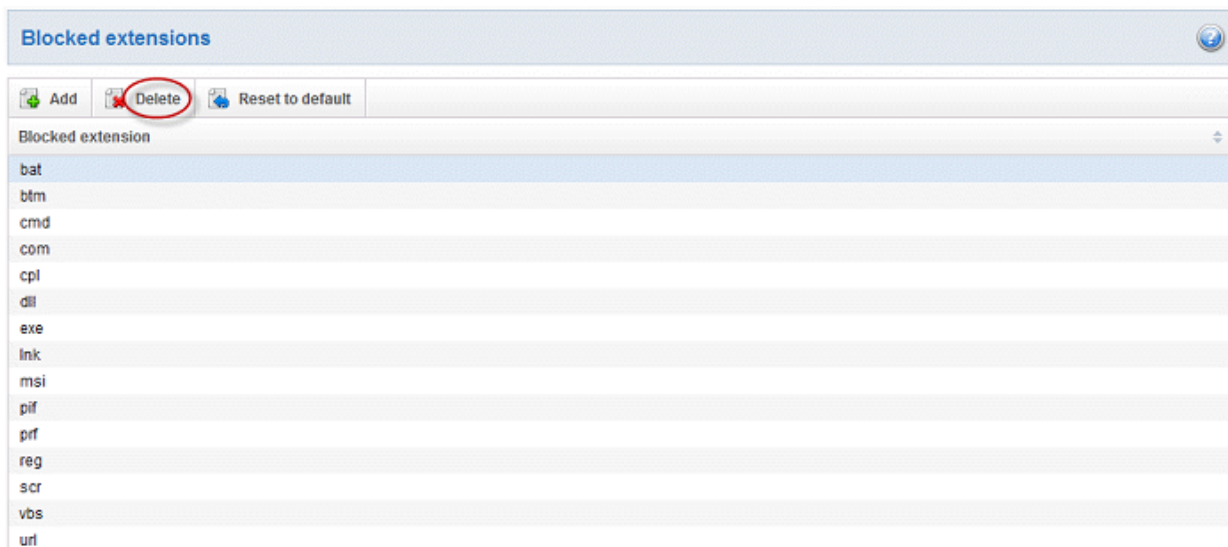 Blocked extensions
Add Delete Reset to default
Blocked extension
bat
btm
cmd
com
cpl
dll
exe
lnk
msi
pif
prf
reg
scr
vbs
url